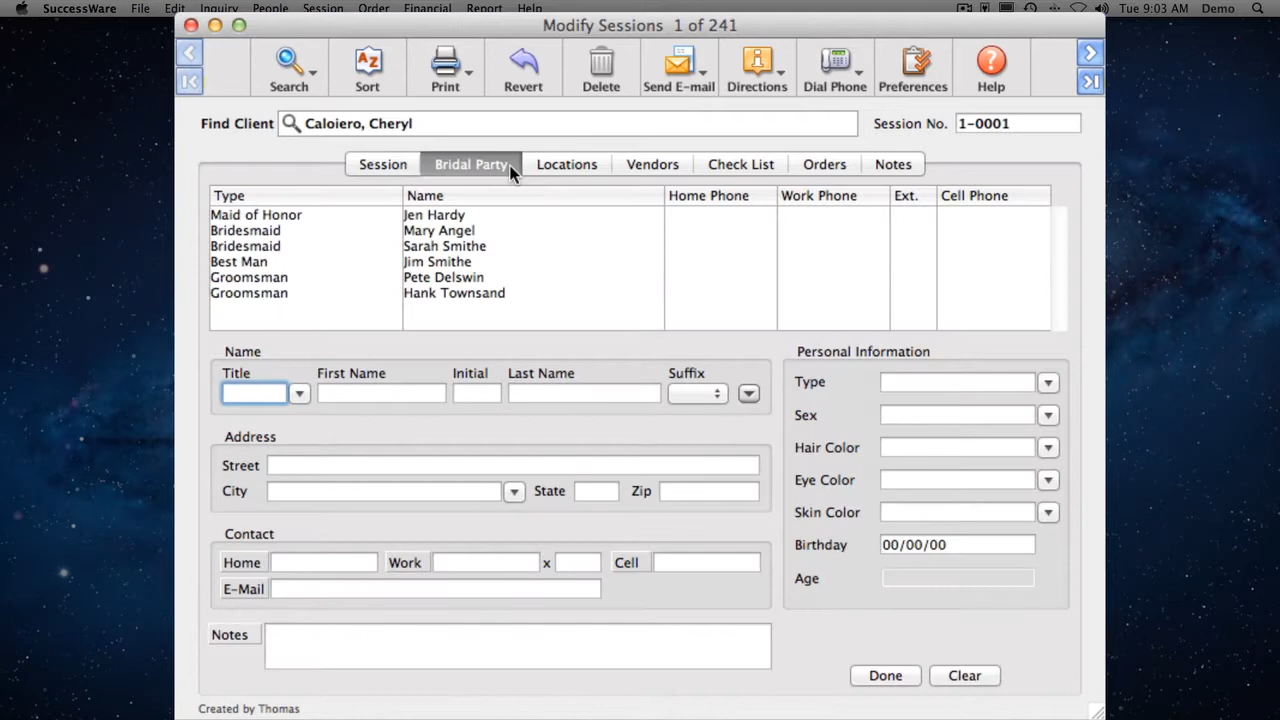 SuccessWare File Edit Inquiry People Session Order Financial Report Help Tue 9:03 AM Demo
Modify Sessions 1 of 241
Search Sort Print Revert Delete Send E-mail Directions Dial Phone Preferences Help
Find Client Caloiero, Cheryl Session No. 1-0001
Session Bridal Party Locations Vendors Check List Orders Notes
Type Name Home Phone Work Phone Ext. Cell Phone
Maid of Honor Jen Hardy
Bridesmaid Mary Angel
Bridesmaid Sarah Smithe
Best Man Jim Smithe
Groomsman Pete Delswin
Groomsman Hank Townsand
Name Personal Information
Title First Name Initial Last Name Suffix
Type
Sex
Address
Hair Color
Street
Eye Color
City State Zip
Skin Color
Contact
Birthday 00/00/00
Home Work x Cell
Age
E-Mail
Notes
Done Clear
Created by Thomas